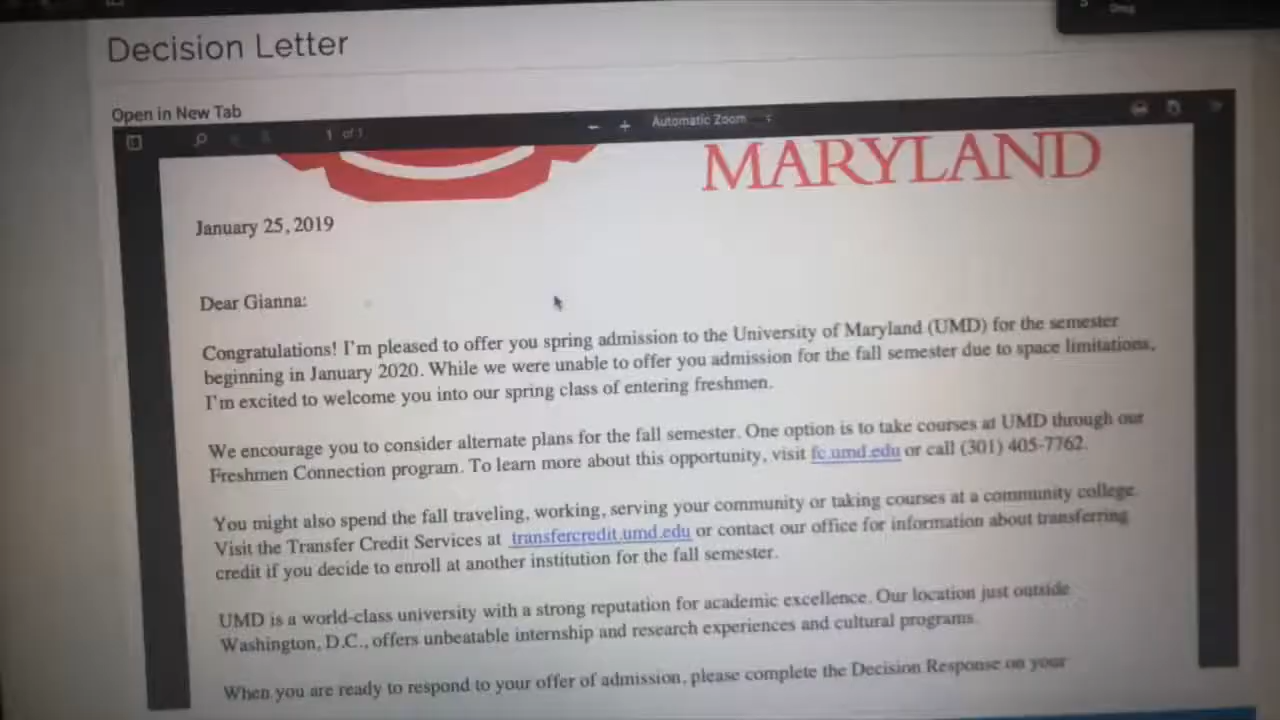 Decision Letter
Open in New Tab
1 of 1
Automatic Zoom
MARYLAND
January 25, 2019
Dear Gianna:
Congratulations! I'm pleased to offer you spring admission to the University of Maryland (UMD) for the semester
beginning in January 2020. While we were unable to offer you admission for the fall semester due to space limitations,
I'm excited to welcome you into our spring class of entering freshmen.
We encourage you to consider alternate plans for the fall semester. One option is to take courses at UMD through our
Freshmen Connection program. To learn more about this opportunity, visit fc.umd.edu or call (301) 405-7762.
You might also spend the fall traveling, working, serving your community or taking courses at a community college.
Visit the Transfer Credit Services at transfercredit.umd.edu or contact our office for information about transferring
credit if you decide to enroll at another institution for the fall semester.
UMD is a world-class university with a strong reputation for academic excellence. Our location just outside
Washington, D.C., offers unbeatable internship and research experiences and cultural programs.
When you are ready to respond to your offer of admission, please complete the Decision Response on your